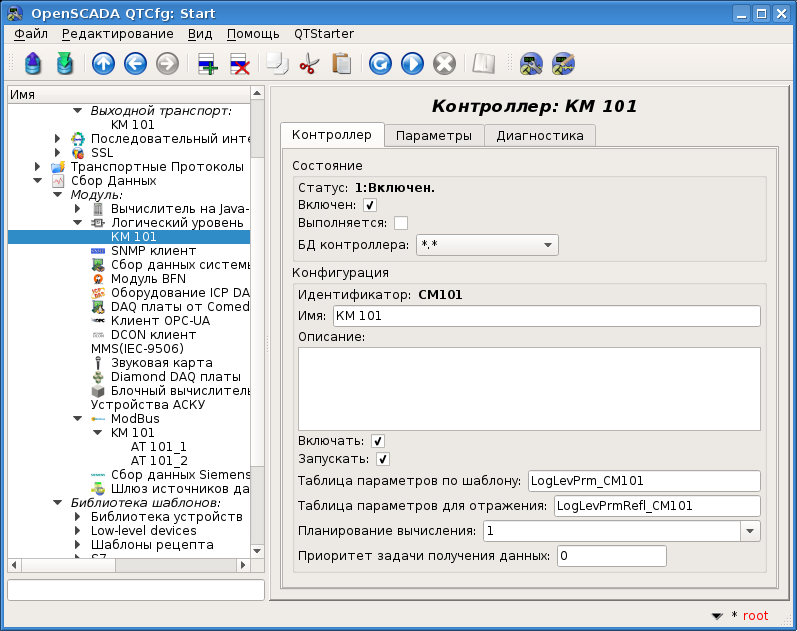 OpenSCADA QTCfg: Start
Файл Редактирование Вид Помощь QTStarter
Имя
Выходной транспорт:
КМ 101
Последовательный инте
SSL
Транспортные Протоколы
Сбор Данных
Модуль:
Вычислитель на Java-
Логический уровень
КМ 101
SNMP клиент
Сбор данных системы
Модуль BFN
Оборудование ICP DA
DAQ платы от Comed
Клиент OPC-UA
DCON клиент
MMS(IEC-9506)
Звуковая карта
Diamond DAQ платы
Блочный вычислитель
Устройства АСКУ
ModBus
КМ 101
AT 101_1
AT 101_2
Сбор данных Siemens
Шлюз источников да
Библиотека шаблонов:
Библиотека устройств
Low-level devices
Шаблоны рецепта
S7
Контроллер: КМ 101
Контроллер Параметры Диагностика
Состояние
Статус: 1:Включен.
Включен:
Выполняется:
БД контроллера: *.*
Конфигурация
Идентификатор: CM101
Имя: КМ 101
Описание:
Включать:
Запускать:
Таблица параметров по шаблону: LogLevPrm_CM101
Таблица параметров для отражения: LogLevPrmRefl_CM101
Планирование вычисления: 1
Приоритет задачи получения данных: 0
* root